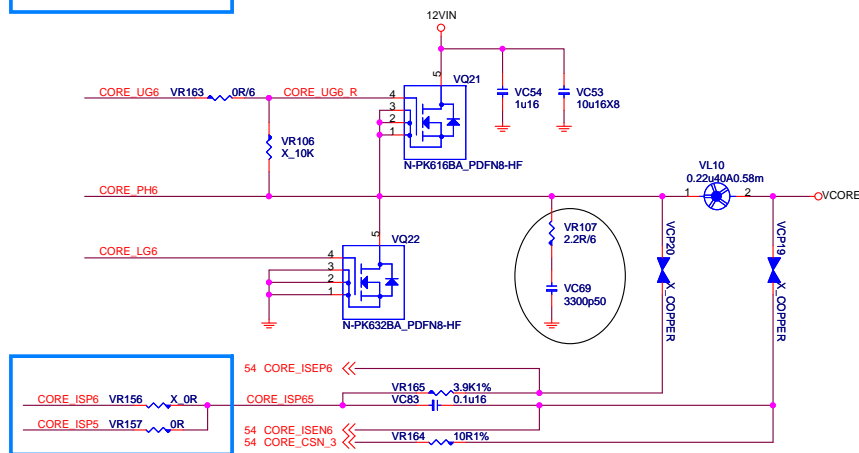 12VIN
CORE_UG6 VR163 0R/6 CORE_UG6_R
5 VQ21
4
3
2
1
VC54
1u16
VC53
10u16X8
VR106
X_10K
N-PK616BA_PDFN8-HF
VL10
0.22u40A0.58m
CORE_PH6
1 2 VCORE
CORE_LG6
5 VQ22
4
3
2
1
N-PK632BA_PDFN8-HF
VR107
2.2R/6
VC69
3300p50
VCP20 X_COPPER
VCP19 X_COPPER
54 CORE_ISEP6
CORE_ISP6 VR156 X_0R
CORE_ISP65
VR165 3.9K1%
VC83 0.1u16
CORE_ISP5 VR157 0R
54 CORE_ISEN6
54 CORE_CSN_3 VR164 10R1%